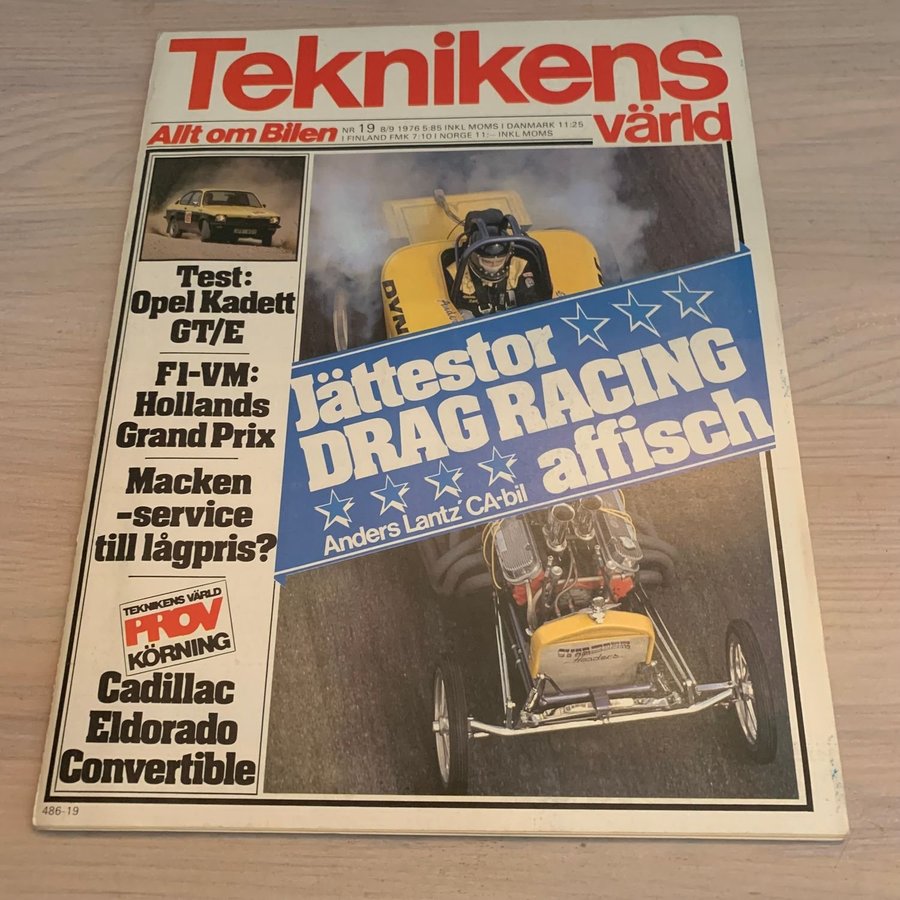 Teknikens
värld
Allt om Bilen
NR 19 8/9 1976 5:85 INKL MOMS I DANMARK 11:25
I FINLAND FMK 7:10 I NORGE 11:- INKL MOMS
Test:
Opel Kadett
GT/E
F1-VM:
Hollands
Grand Prix
Macken
-service
till lågpris?
TEKNIKENS VÄRLD
PROV
KÖRNING
Cadillac
Eldorado
Convertible
DYN
Jättestor
DRAG RACING
affisch
Anders Lantz' CA-bil
Headers
486-19